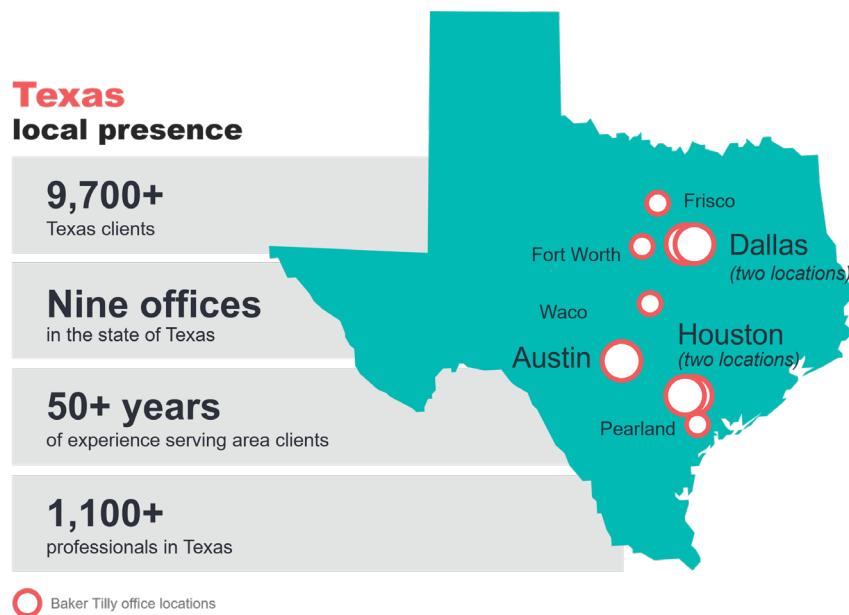 Texas
local presence
9,700+
Texas clients
Nine offices
in the state of Texas
50+ years
of experience serving area clients
1,100+
professionals in Texas
Frisco
Dallas
(two locations)
Fort Worth
Waco
Houston
(two locations)
Austin
Pearland
Baker Tilly office locations